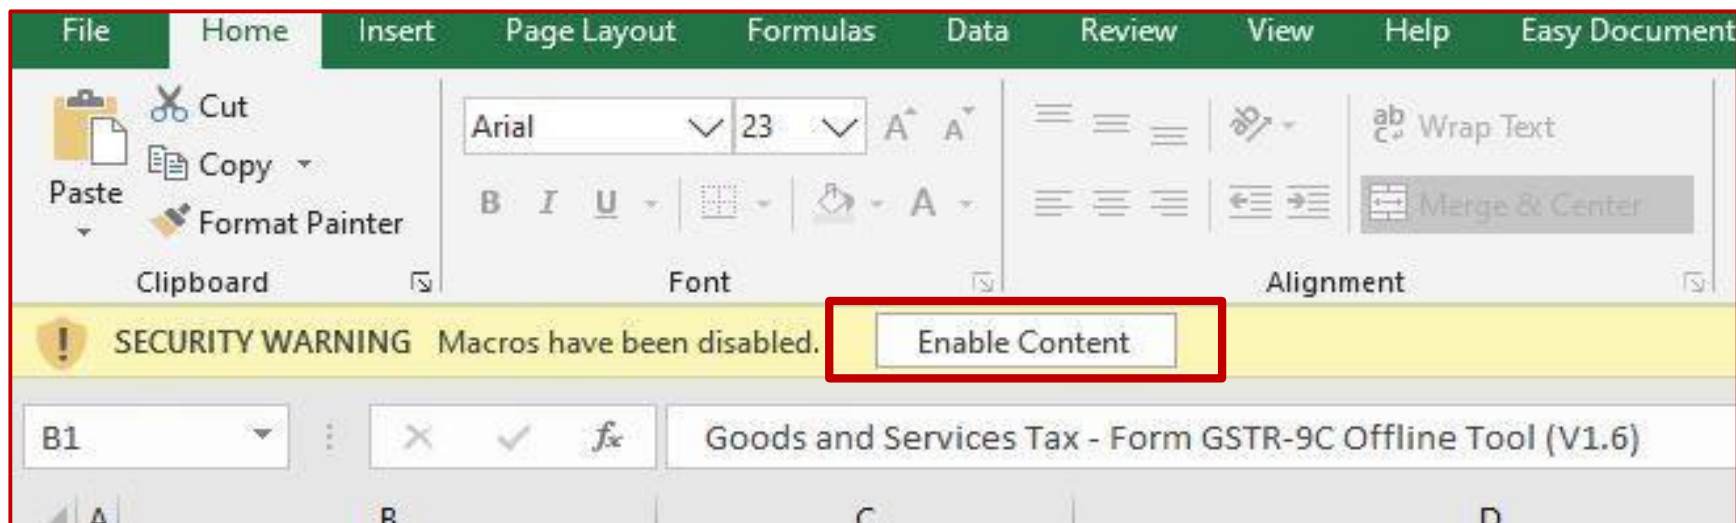 File Home Insert Page Layout Formulas Data Review View Help Easy Document
Cut
Copy
Paste
Format Painter
Clipboard
Arial 23 A A
B I U A
Font
ab Wrap Text
c
Merge & Center
Alignment
SECURITY WARNING Macros have been disabled. Enable Content
B1 fx Goods and Services Tax - Form GSTR-9C Offline Tool (V1.6)
A B C D